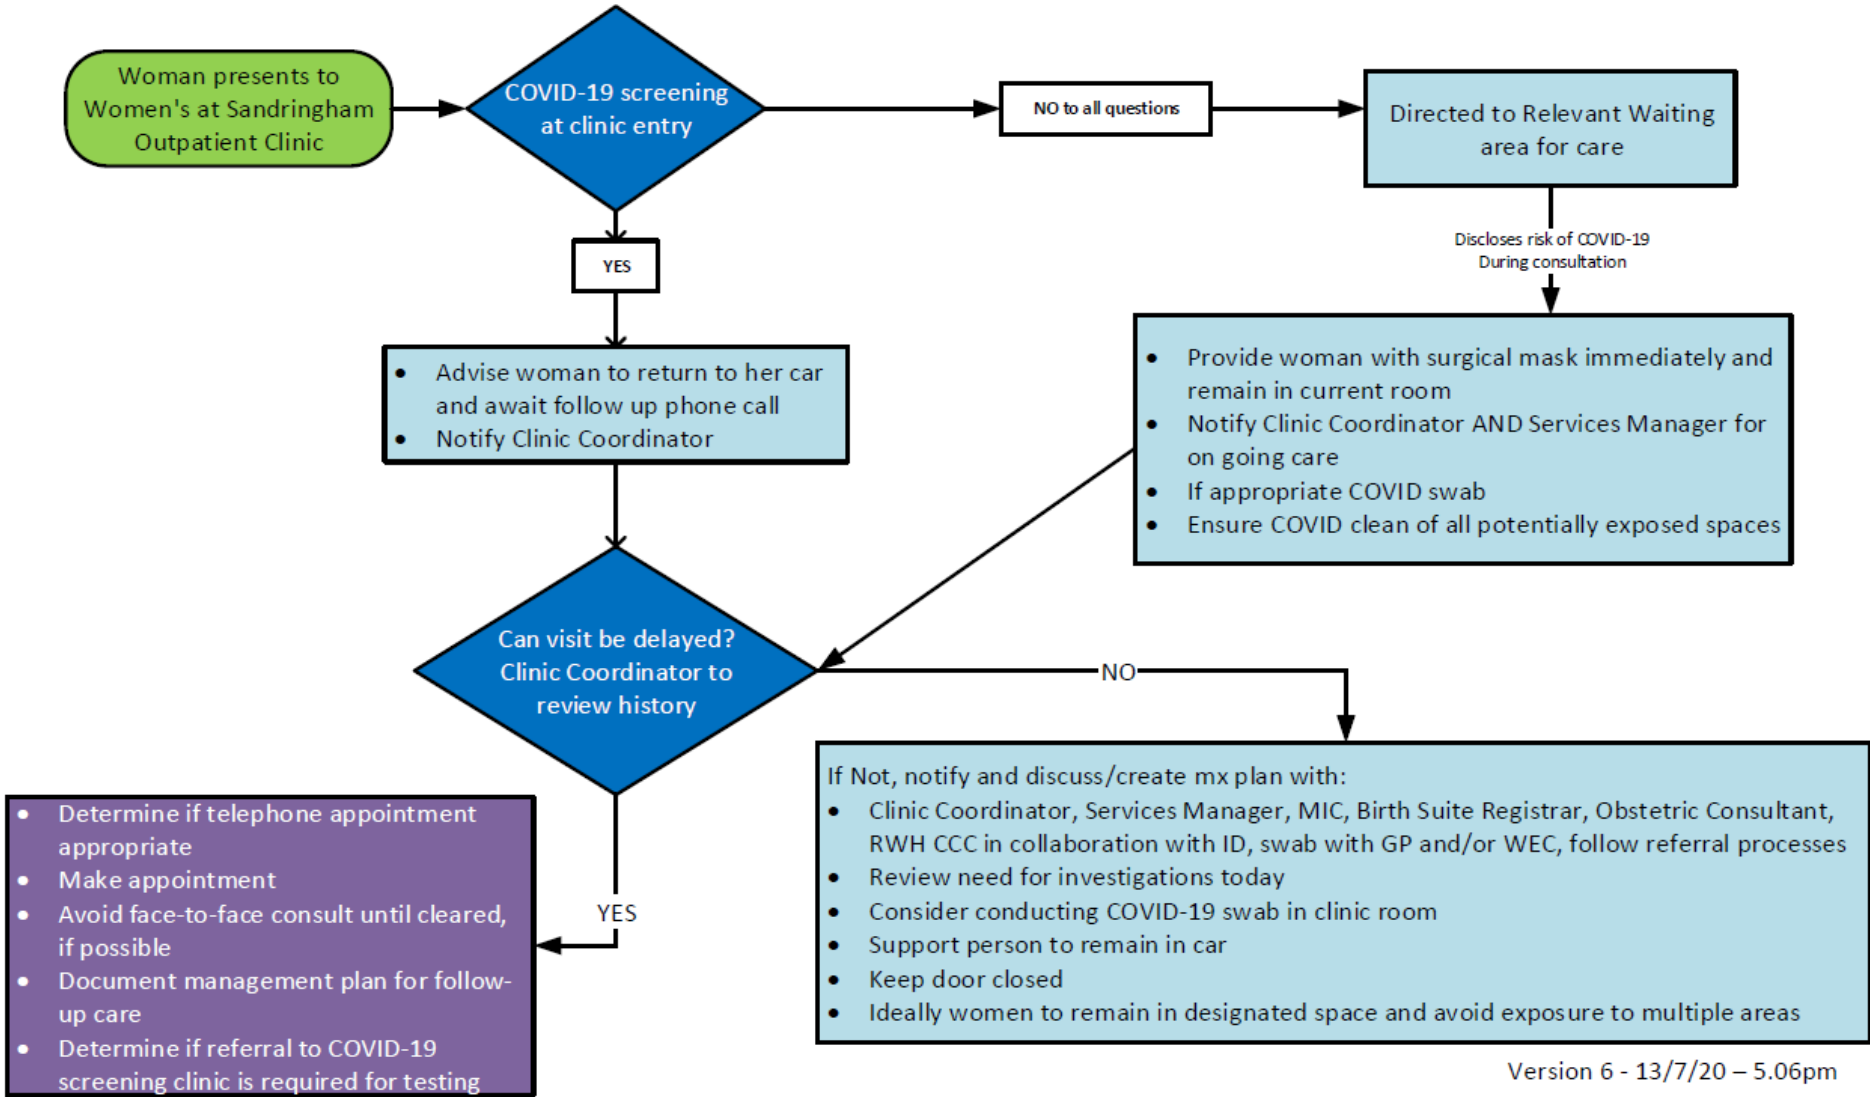 Woman presents to
Women's at Sandringham
Outpatient Clinic
COVID-19 screening
at clinic entry
NO to all questions
Directed to Relevant Waiting
area for care
YES
Discloses risk of COVID-19
During consultation
• Advise woman to return to her car
and await follow up phone call
• Notify Clinic Coordinator
• Provide woman with surgical mask immediately and
remain in current room
• Notify Clinic Coordinator AND Services Manager for
on going care
• If appropriate COVID swab
• Ensure COVID clean of all potentially exposed spaces
Can visit be delayed?
Clinic Coordinator to
review history
NO
YES
• Determine if telephone appointment
appropriate
• Make appointment
• Avoid face-to-face consult until cleared,
if possible
• Document management plan for follow-
up care
• Determine if referral to COVID-19
screening clinic is required for testing
If Not, notify and discuss/create mx plan with:
• Clinic Coordinator, Services Manager, MIC, Birth Suite Registrar, Obstetric Consultant,
RWH CCC in collaboration with ID, swab with GP and/or WEC, follow referral processes
• Review need for investigations today
• Consider conducting COVID-19 swab in clinic room
• Support person to remain in car
• Keep door closed
• Ideally women to remain in designated space and avoid exposure to multiple areas
Version 6 - 13/7/20 – 5.06pm